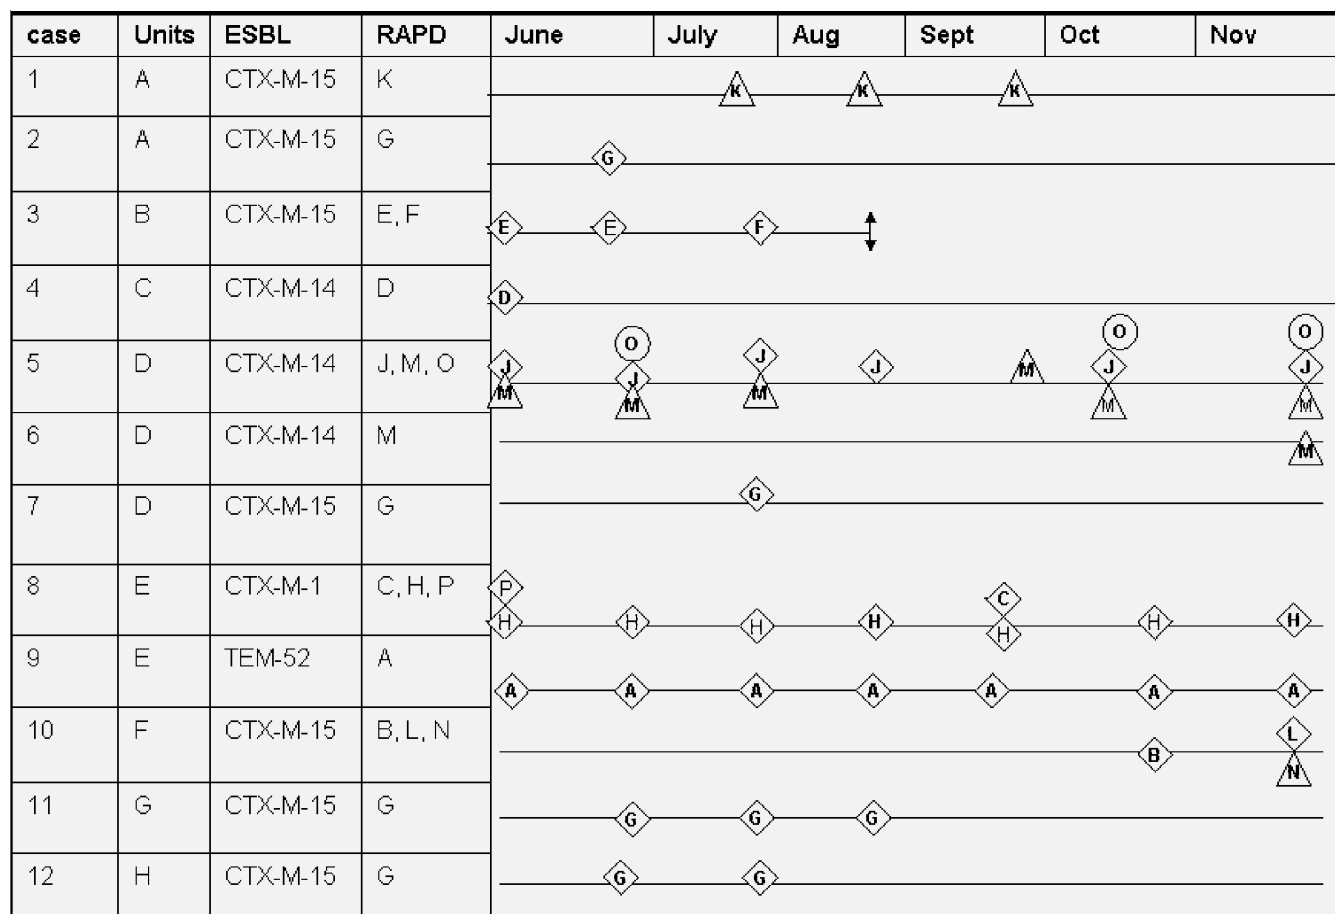 case Units ESBL RAPD June July Aug Sept Oct Nov
1 A CTX-M-15 K K K K
2 A CTX-M-15 G G
3 B CTX-M-15 E, F E E F
4 C CTX-M-14 D D
O O O
5 D CTX-M-14 J, M, O J J J J M J J
M M M M M
6 D CTX-M-14 M M
7 D CTX-M-15 G G
8 E CTX-M-1 C, H, P P C
H H H H H H H
9 E TEM-52 A A A A A A A A
10 F CTX-M-15 B, L, N B L
N
11 G CTX-M-15 G G G G
12 H CTX-M-15 G G G